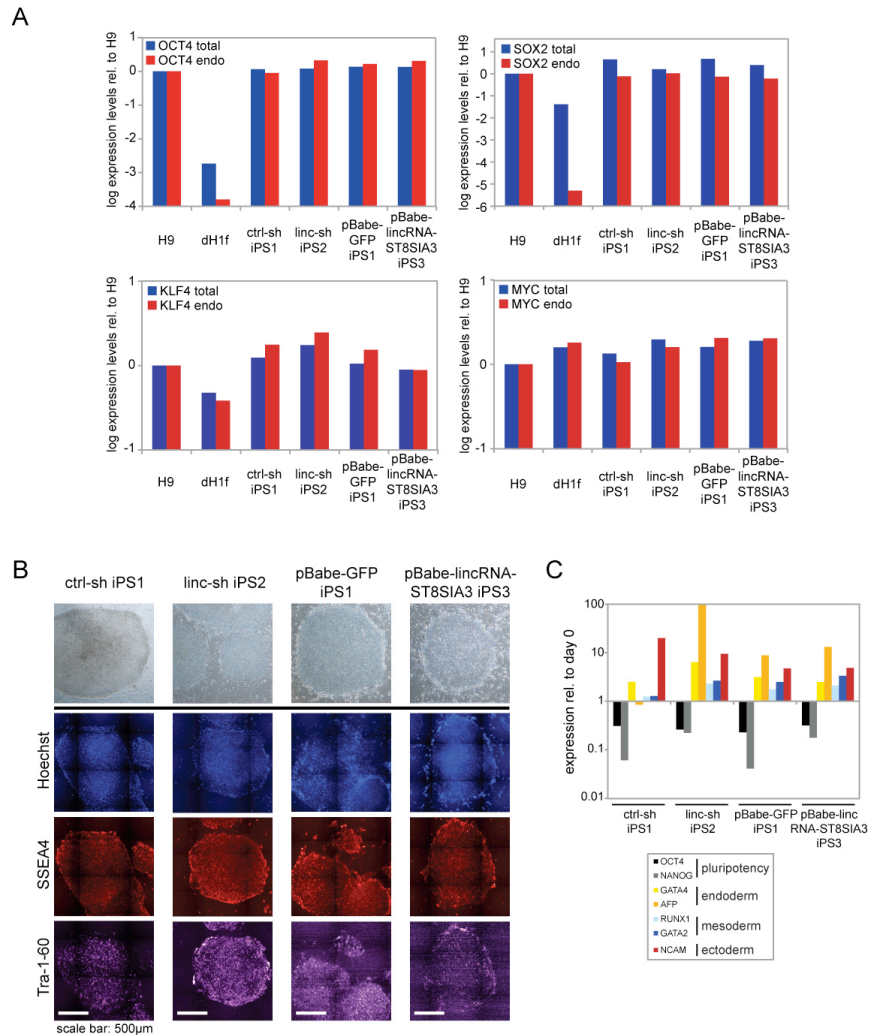 A
OCT4 total
OCT4 endo
log expression levels rel. to H9
1
0
-1
-2
-3
-4
H9
dH1f
ctrl-sh
iPS1
linc-sh
iPS2
pBabe-
GFP
iPS1
pBabe-
lincRNA-
ST8SIA3
iPS3
SOX2 total
SOX2 endo
log expression levels rel. to H9
1
0
-1
-2
-3
-4
-5
-6
H9
dH1f
ctrl-sh
iPS1
linc-sh
iPS2
pBabe-
GFP
iPS1
pBabe-
lincRNA-
ST8SIA3
iPS3
KLF4 total
KLF4 endo
log expression levels rel. to H9
1
0
-1
H9
dH1f
ctrl-sh
iPS1
linc-sh
iPS2
pBabe-
GFP
iPS1
pBabe-
lincRNA-
ST8SIA3
iPS3
MYC total
MYC endo
log expression levels rel. to H9
1
0
-1
H9
dH1f
ctrl-sh
iPS1
linc-sh
iPS2
pBabe-
GFP
iPS1
pBabe-
lincRNA-
ST8SIA3
iPS3
B
ctrl-sh iPS1
linc-sh iPS2
pBabe-GFP
iPS1
pBabe-lincRNA-
ST8SIA3 iPS3
Hoechst
SSEA4
Tra-1-60
scale bar: 500µm
C
expression rel. to day 0
100
10
1
0.1
0.01
ctrl-sh
iPS1
linc-sh
iPS2
pBabe-GFP
iPS1
pBabe-linc
RNA-ST8SIA3
iPS3
OCT4
NANOG
pluripotency
GATA4
AFP
endoderm
RUNX1
GATA2
mesoderm
NCAM
ectoderm